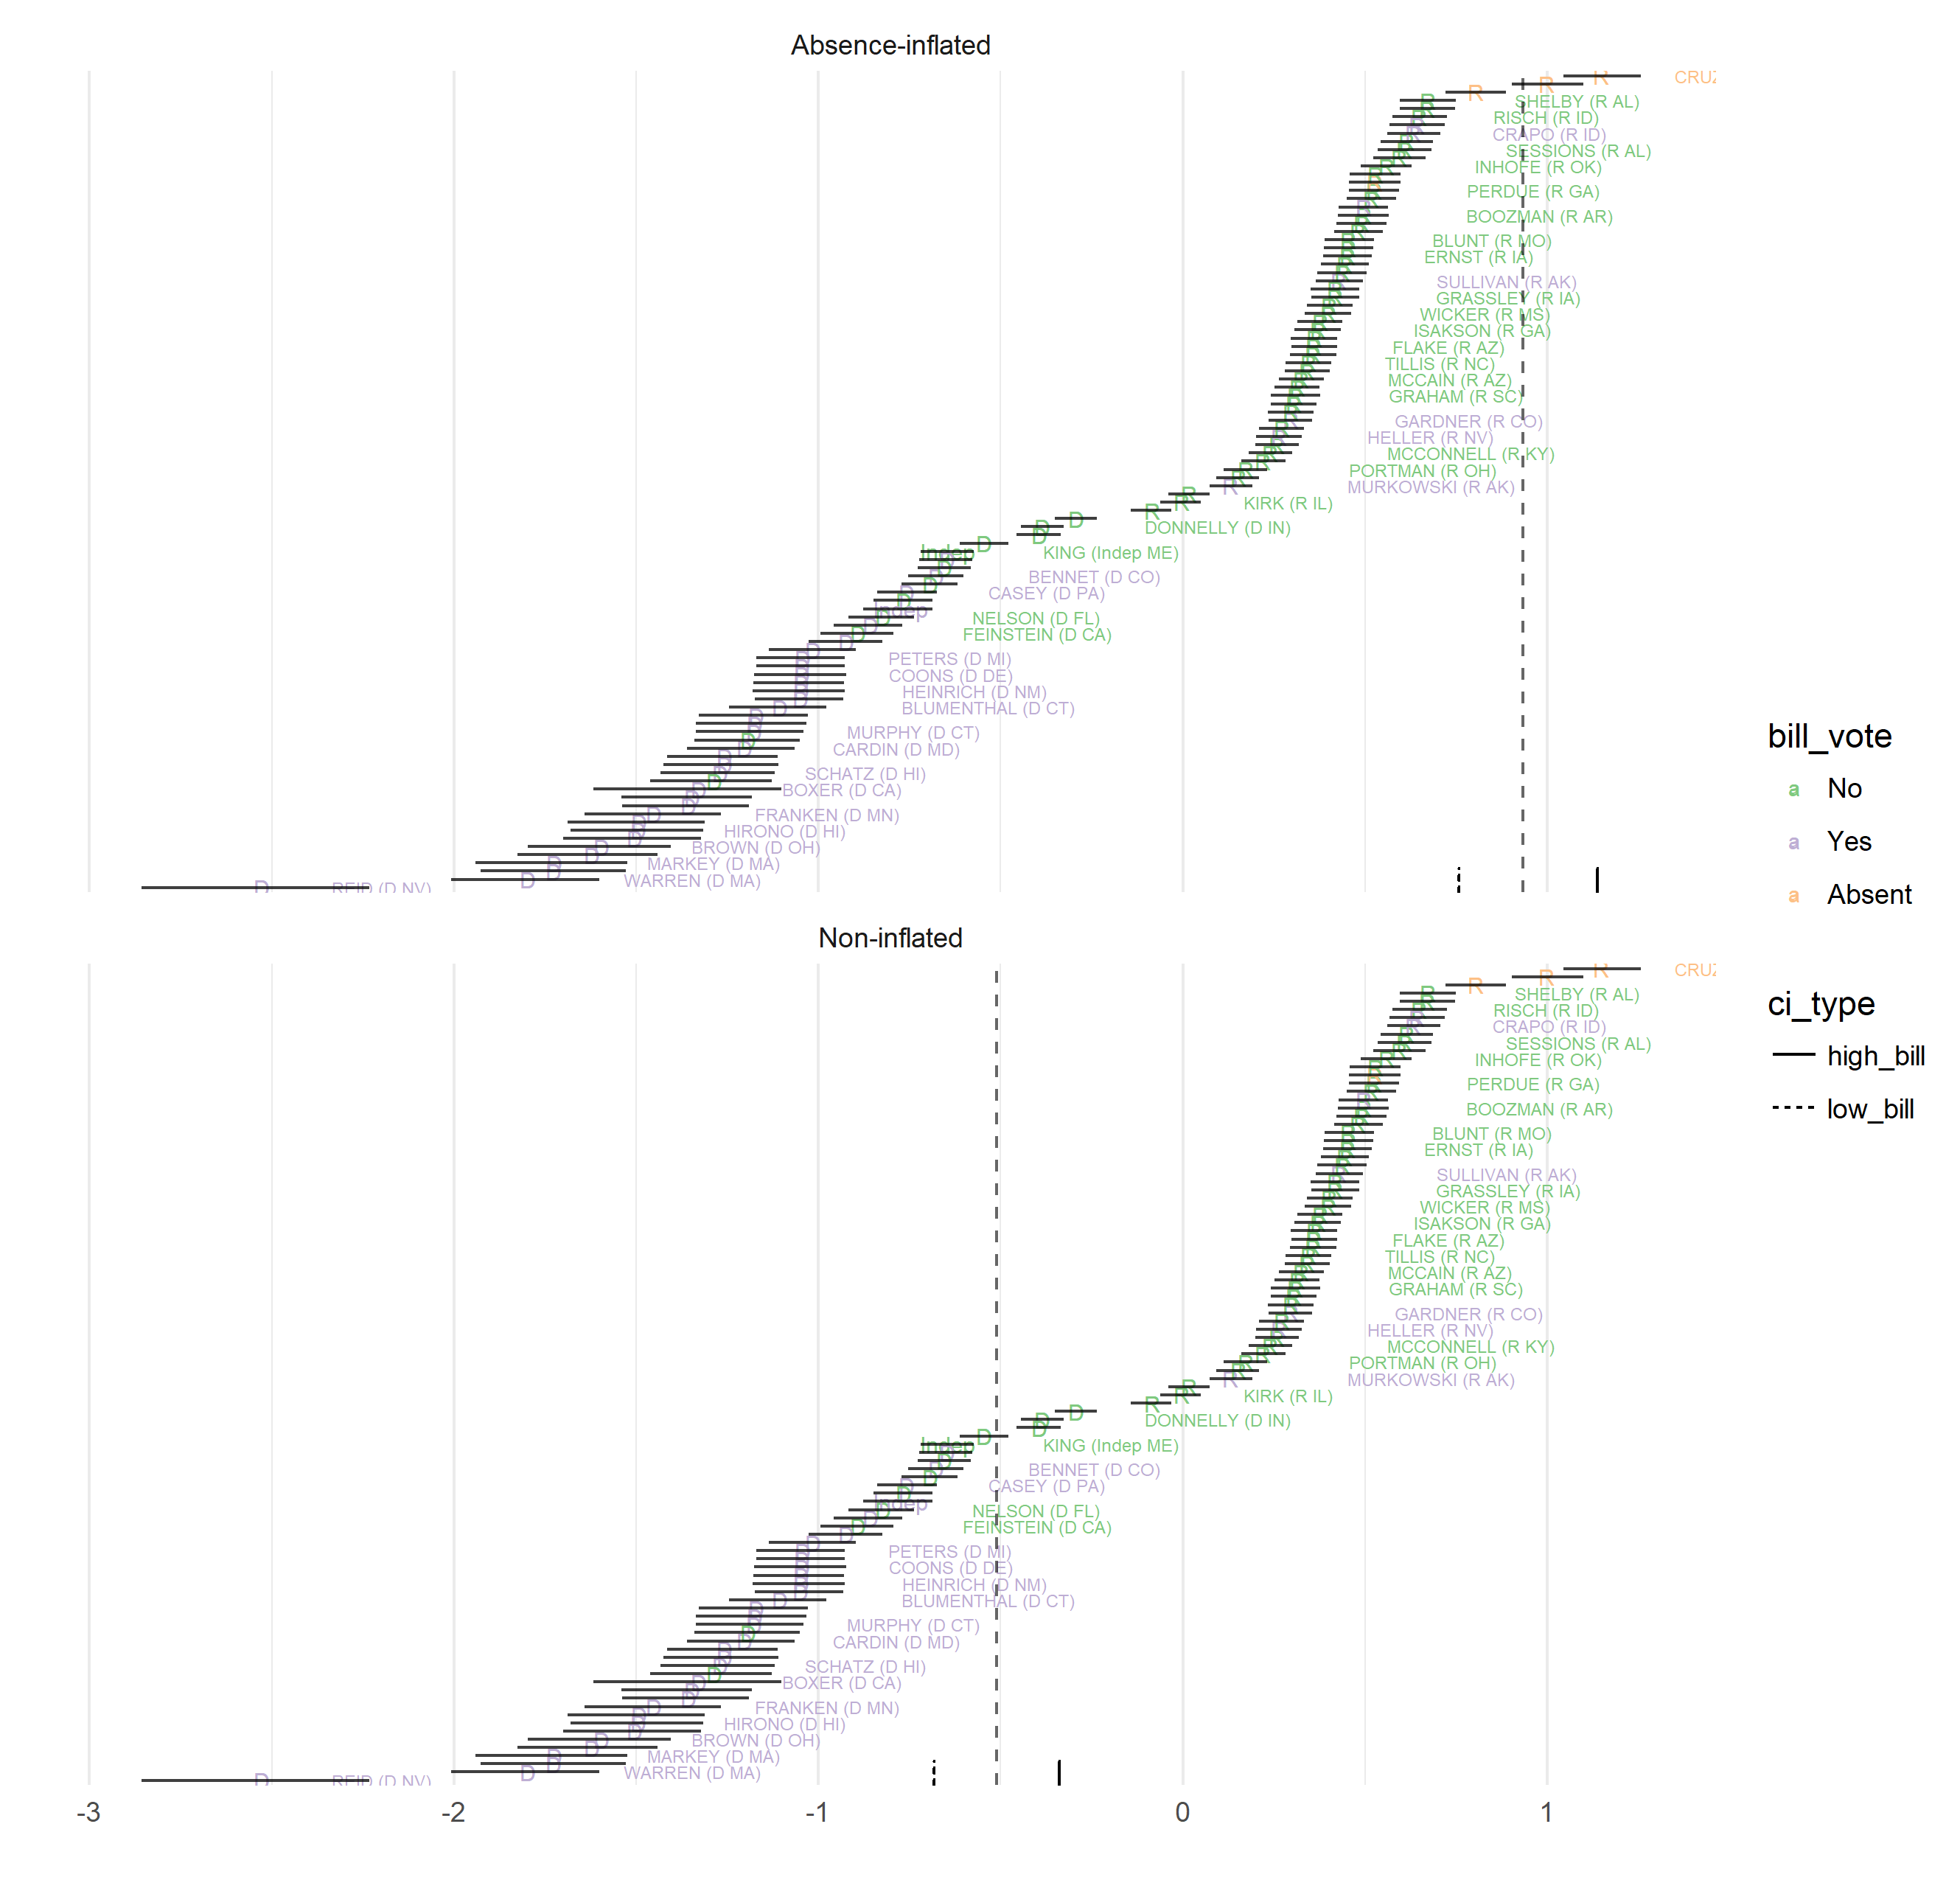 Absence-inflated
R CRUZ
R
R
R SHELBY (R AL)
R RISCH (R ID)
R CRAPO (R ID)
R SESSIONS (R AL)
R INHOFE (R OK)
R PERDUE (R GA)
R BOOZMAN (R AR)
R BLUNT (R MO)
R ERNST (R IA)
R SULLIVAN (R AK)
R GRASSLEY (R IA)
R WICKER (R MS)
R ISAKSON (R GA)
R FLAKE (R AZ)
R TILLIS (R NC)
R MCCAIN (R AZ)
R GRAHAM (R SC)
R GARDNER (R CO)
R HELLER (R NV)
R MCCONNELL (R KY)
R PORTMAN (R OH)
R MURKOWSKI (R AK)
R KIRK (R IL)
R
D
D DONNELLY (D IN)
D
D
Indep KING (Indep ME)
D BENNET (D CO)
D CASEY (D PA)
Indep
D NELSON (D FL)
D FEINSTEIN (D CA)
D PETERS (D MI)
D COONS (D DE)
D HEINRICH (D NM)
D BLUMENTHAL (D CT)
D MURPHY (D CT)
D CARDIN (D MD)
D SCHATZ (D HI)
D BOXER (D CA)
D FRANKEN (D MN)
D HIRONO (D HI)
D BROWN (D OH)
D MARKEY (D MA)
D WARREN (D MA)
D REID (D NV)
Non-inflated
R CRUZ
R
R
R SHELBY (R AL)
R RISCH (R ID)
R CRAPO (R ID)
R SESSIONS (R AL)
R INHOFE (R OK)
R PERDUE (R GA)
R BOOZMAN (R AR)
R BLUNT (R MO)
R ERNST (R IA)
R SULLIVAN (R AK)
R GRASSLEY (R IA)
R WICKER (R MS)
R ISAKSON (R GA)
R FLAKE (R AZ)
R TILLIS (R NC)
R MCCAIN (R AZ)
R GRAHAM (R SC)
R GARDNER (R CO)
R HELLER (R NV)
R MCCONNELL (R KY)
R PORTMAN (R OH)
R MURKOWSKI (R AK)
R KIRK (R IL)
R
D
D DONNELLY (D IN)
D
D
Indep KING (Indep ME)
D BENNET (D CO)
D CASEY (D PA)
Indep
D NELSON (D FL)
D FEINSTEIN (D CA)
D PETERS (D MI)
D COONS (D DE)
D HEINRICH (D NM)
D BLUMENTHAL (D CT)
D MURPHY (D CT)
D CARDIN (D MD)
D SCHATZ (D HI)
D BOXER (D CA)
D FRANKEN (D MN)
D HIRONO (D HI)
D BROWN (D OH)
D MARKEY (D MA)
D WARREN (D MA)
D REID (D NV)
-3 -2 -1 0 1
bill_vote
a No
a Yes
a Absent
ci_type
high_bill
low_bill